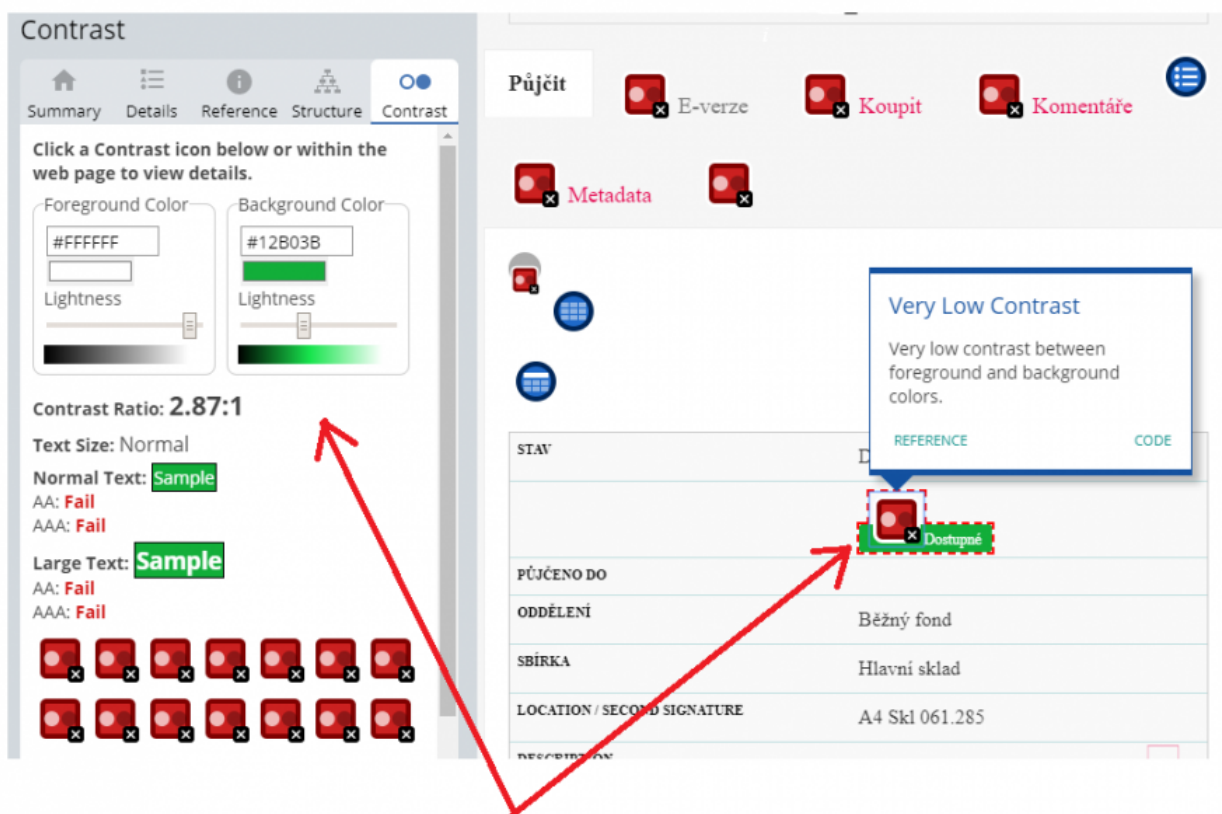 Contrast
Summary
Details
Reference
Structure
Contrast
Click a Contrast icon below or within the
web page to view details.
Foreground Color
#FFFFFF
Lightness
Background Color
#12B03B
Lightness
Contrast Ratio: 2.87:1
Text Size: Normal
Normal Text: Sample
AA: Fail
AAA: Fail
Large Text: Sample
AA: Fail
AAA: Fail
Půjčit
E-verze
Koupit
Komentáře
Metadata
Very Low Contrast
Very low contrast between
foreground and background
colors.
REFERENCE
CODE
STAV
Dostupné
PŮJČENO DO
ODDĚLENÍ
Běžný fond
SBÍRKA
Hlavní sklad
LOCATION / SECOND SIGNATURE
A4 Skl 061.285